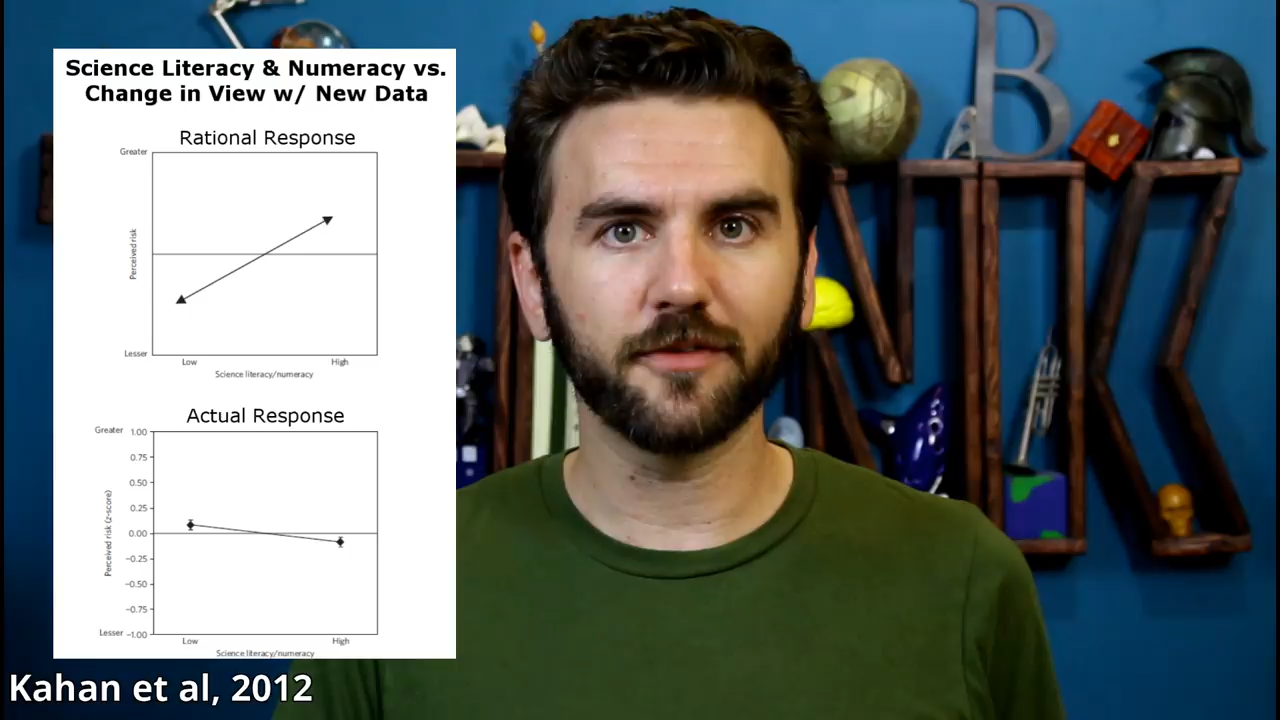 Science Literacy & Numeracy vs.
Change in View w/ New Data
Rational Response
Greater
Perceived risk
Lesser
Low High
Science literacy/numeracy
Actual Response
Greater 1.00
0.75
0.50
0.25
0.00
−0.25
−0.50
−0.75
Lesser −1.00
Perceived risk (z-score)
Low High
Science literacy/numeracy
Kahan et al, 2012
B